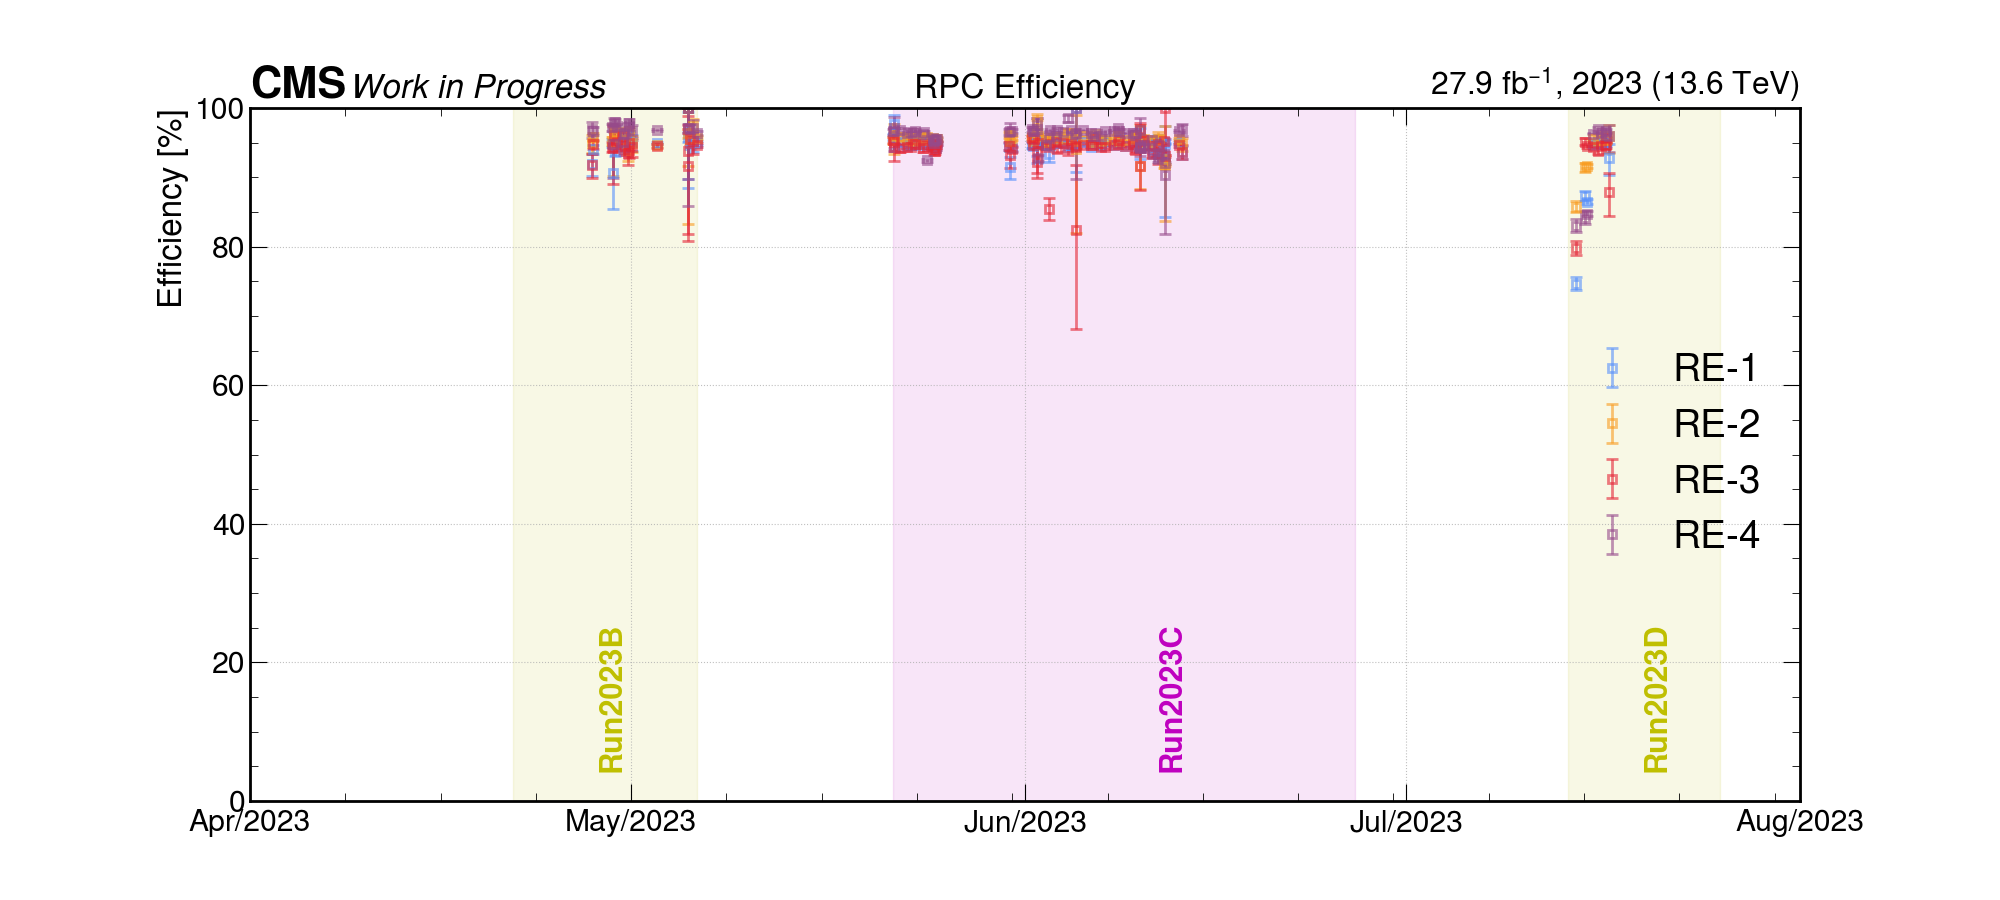 CMS Work in Progress RPC Efficiency 27.9 fb⁻¹, 2023 (13.6 TeV)
Efficiency [%]
100
80
60
40
20
0
RE-1
RE-2
RE-3
RE-4
Run2023B
Run2023C
Run2023D
Apr/2023 May/2023 Jun/2023 Jul/2023 Aug/2023